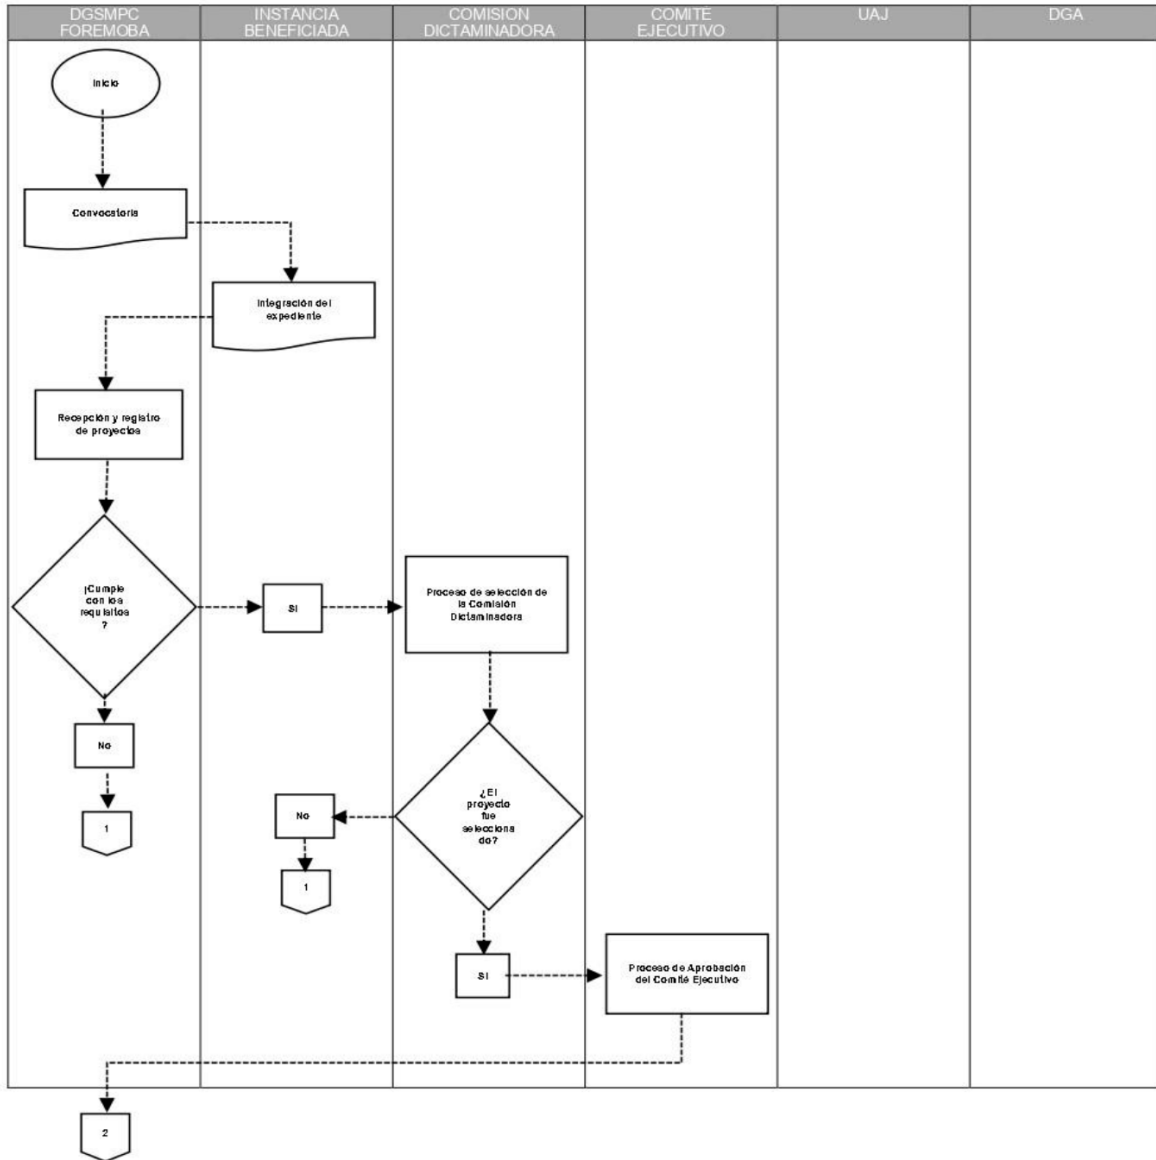 DGSMPC
FOREMOBA
INSTANCIA
BENEFICIADA
COMISION
DICTAMINADORA
COMITÉ
EJECUTIVO
UAJ
DGA
Inicio
Convocatoria
Integración del
expediente
Recepción y registro
de proyectos
¡Cumple
con los
requisitos
?
SI
Proceso de selección de
la Comisión
Dictaminadora
No
1
¿El
proyecto
fue
selecciona
do?
No
1
SI
Proceso de Aprobación
del Comité Ejecutivo
2